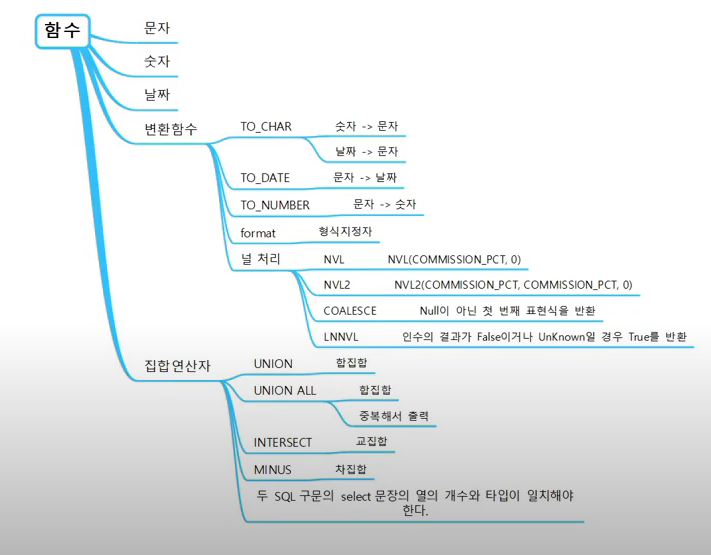 함수
문자
숫자
날짜
변환함수
TO_CHAR
숫자 -> 문자
날짜 -> 문자
TO_DATE
문자 -> 날짜
TO_NUMBER
문자 -> 숫자
format
형식지정자
널 처리
NVL
NVL(COMMISSION_PCT, 0)
NVL2
NVL2(COMMISSION_PCT, COMMISSION_PCT, 0)
COALESCE
Null이 아닌 첫 번째 표현식을 반환
LNNVL
인수의 결과가 False이거나 UnKnown일 경우 True를 반환
집합연산자
UNION
합집합
UNION ALL
합집합
중복해서 출력
INTERSECT
교집합
MINUS
차집합
두 SQL 구문의 select 문장의 열의 개수와 타입이 일치해야
한다.